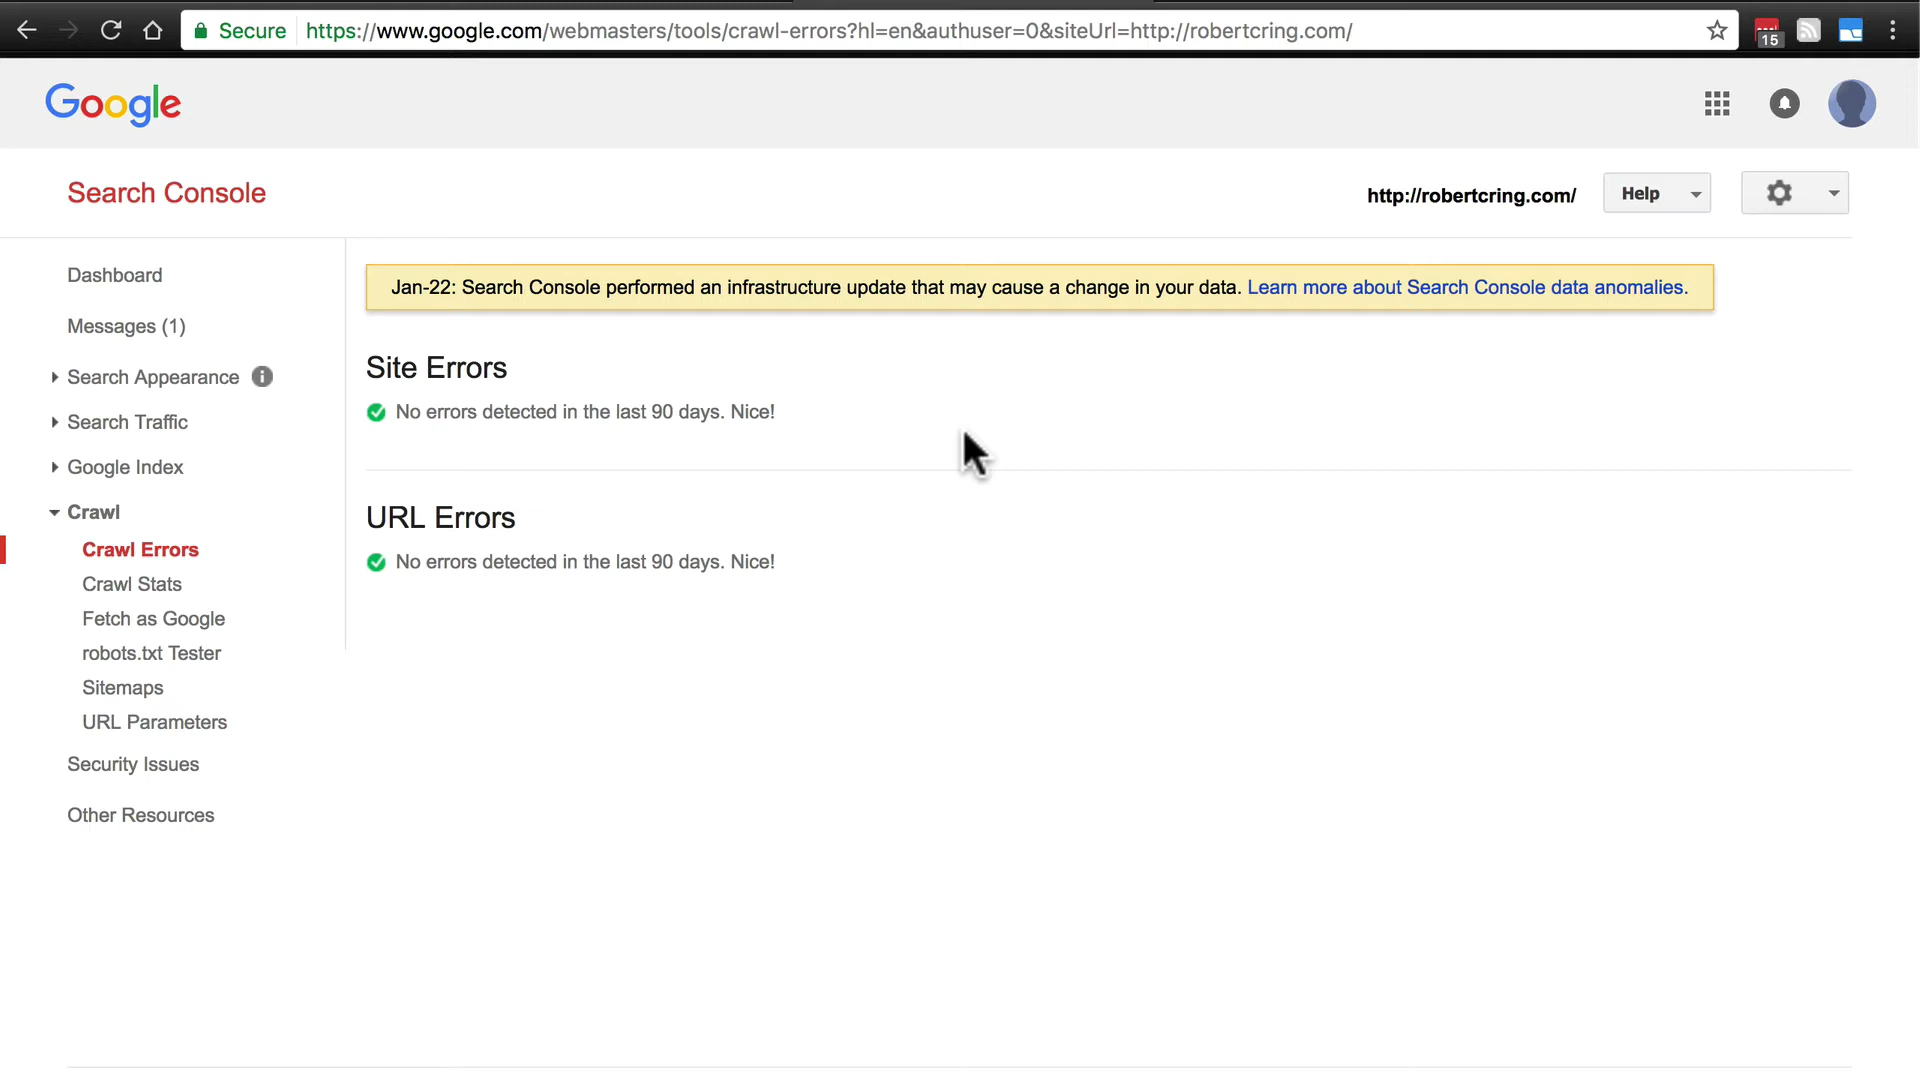 Secure https://www.google.com/webmasters/tools/crawl-errors?hl=en&authuser=0&siteUrl=http://robertcring.com/
15
Google
Search Console
http://robertcring.com/
Help
Dashboard
Messages (1)
Search Appearance
Search Traffic
Google Index
Crawl
Crawl Errors
Crawl Stats
Fetch as Google
robots.txt Tester
Sitemaps
URL Parameters
Security Issues
Other Resources
Jan-22: Search Console performed an infrastructure update that may cause a change in your data. Learn more about Search Console data anomalies.
Site Errors
No errors detected in the last 90 days. Nice!
URL Errors
No errors detected in the last 90 days. Nice!